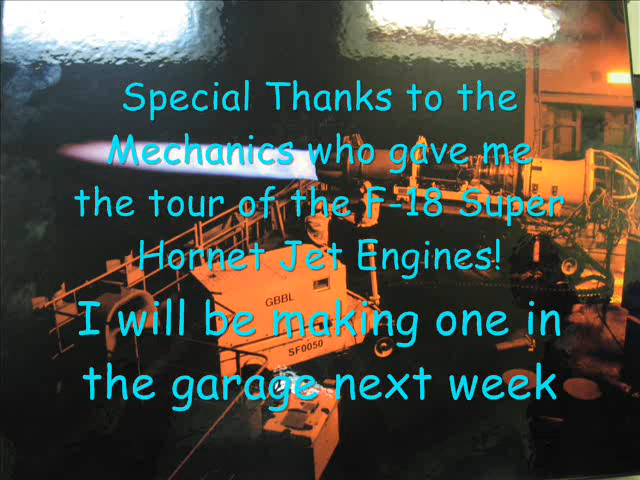 Special Thanks to the
Mechanics who gave me
the tour of the F-18 Super
Hornet Jet Engines!
I will be making one in
the garage next week
GBBL
SF0050